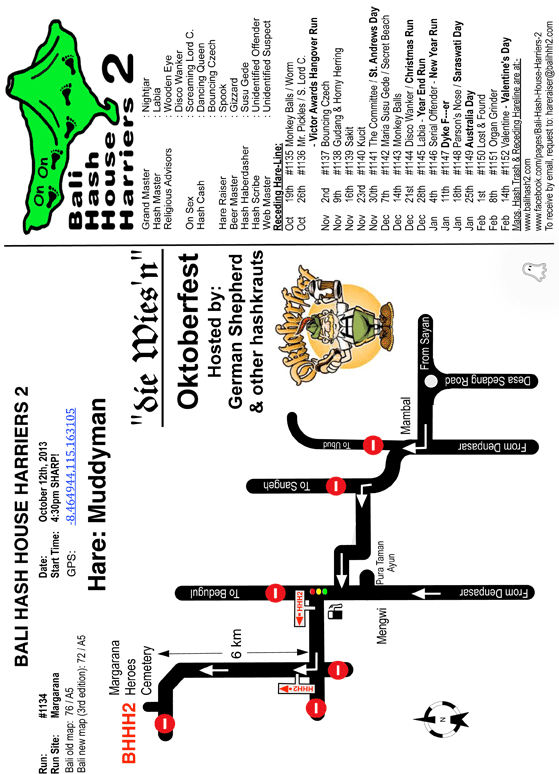 BALI HASH HOUSE HARRIERS 2
Run: #1134
Run Site: Margarana
Bali old map: 76 / A5
Bali new map (3rd edition): 72 / A5
Date: October 12th, 2013
Start Time: 4:30pm SHARP!
GPS: -8.464944.115.163105
Hare: Muddyman
"die Wies'n"
Oktoberfest
Hosted by:
German Shepherd
& other hashkrauts
Oktoberfest
BHHH2
Margarana
Heroes
Cemetery
6 km
HHH2
HHH2
To Bedugul
To Sangeh
To Ubud
Mengwi
Pura Taman
Ayun
Mambal
From Sayan
From Denpasar
From Denpasar
Desa Sedang Road
N
On On
Bali
Hash
House
Harriers 2
Grand Master : Nightjar
Hash Master : Labia
Religious Advisors : Wooden Eye
: Disco Wanker
On Sex : Screaming Lord C.
Hash Cash : Dancing Queen
: Bouncing Czech
Hare Raiser : Spook
Beer Master : Gizzard
Hash Haberdasher : Susu Gede
Hash Scribe : Unidentified Offender
Web Master : Unidentified Suspect
Receding Hare-Line:
Oct 19th #1135 Monkey Balls / Worm
Oct 26th #1136 Mr. Pickles / S. Lord C.
- Victor Awards Hangover Run
Nov 2nd #1137 Bouncing Czech
Nov 9th #1138 Gudang & Horny Herring
Nov 16th #1139 Sakit
Nov 23rd #1140 Kucit
Nov 30th #1141 The Committee / St. Andrews Day
Dec 7th #1142 Maria Susu Gede / Secret Beach
Dec 14th #1143 Monkey Balls
Dec 21st #1144 Disco Wanker / Christmas Run
Dec 28th #1145 Labia - Year End Run
Jan 4th #1146 Serial Offender - New Year Run
Jan 11th #1147 Dyke F---er
Jan 18th #1148 Person's Nose / Saraswati Day
Jan 25th #1149 Australia Day
Feb 1st #1150 Lost & Found
Feb 8th #1151 Organ Grinder
Feb 14th #1152 Valentine - Valentine's Day
Maps, Hash Trash & Receding Hareline are at:
www.balihash2.com
www.facebook.com/pages/Bali-Hash-House-Harriers-2
To receive by email, request to: hareraiser@balihhh2.com